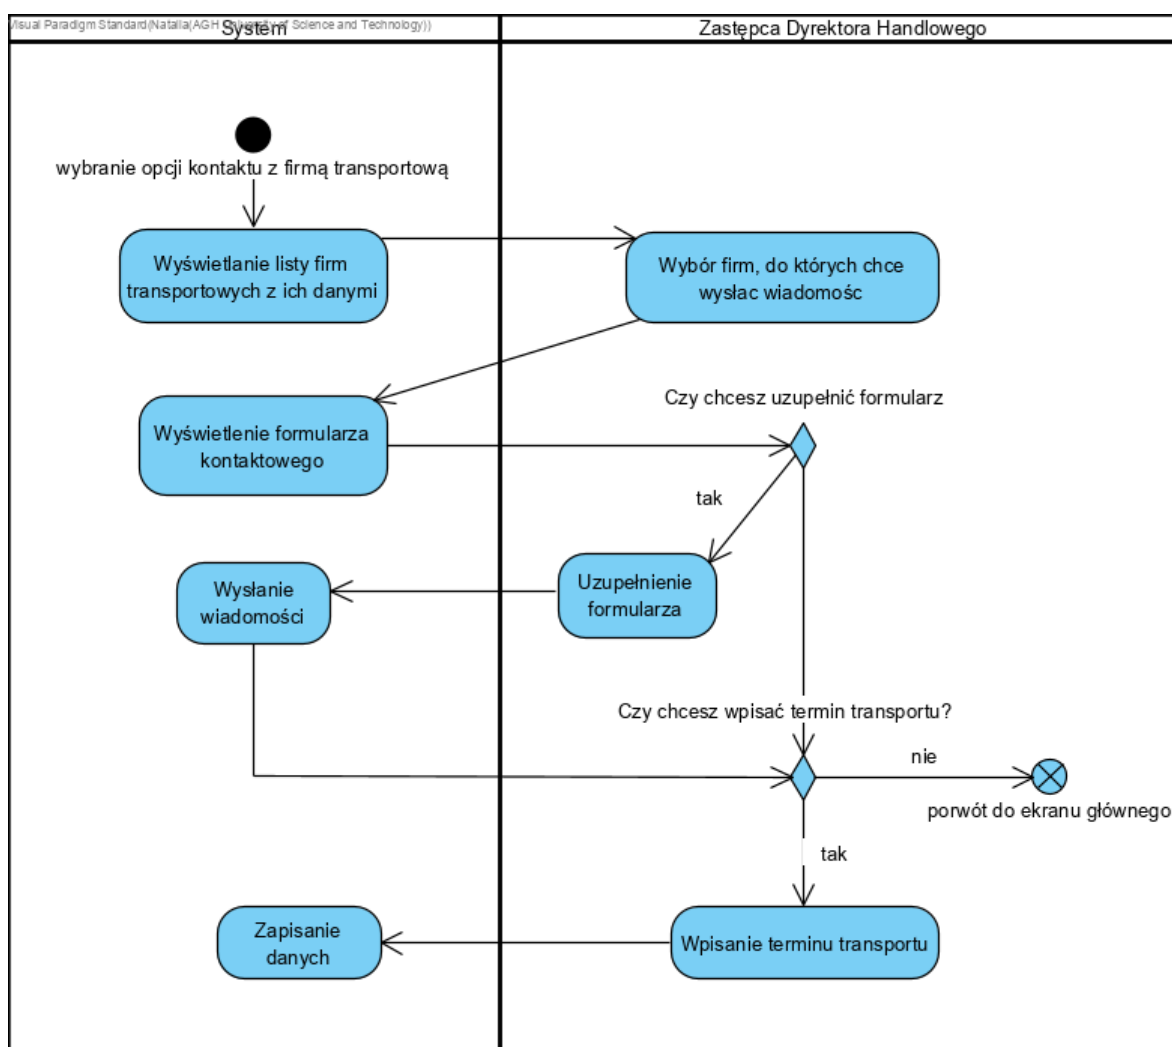 Visual Paradigm Standard(Natalia(AGH University of Science and Technology))
System
Zastępca Dyrektora Handlowego
wybranie opcji kontaktu z firmą transportową
Wyświetlanie listy firm
transportowych z ich danymi
Wybór firm, do których chce
wysłac wiadomośc
Czy chcesz uzupełnić formularz
Wyświetlenie formularza
kontaktowego
tak
Uzupełnienie
formularza
Wysłanie
wiadomości
Czy chcesz wpisać termin transportu?
nie
porwót do ekranu głównego
tak
Wpisanie terminu transportu
Zapisanie
danych